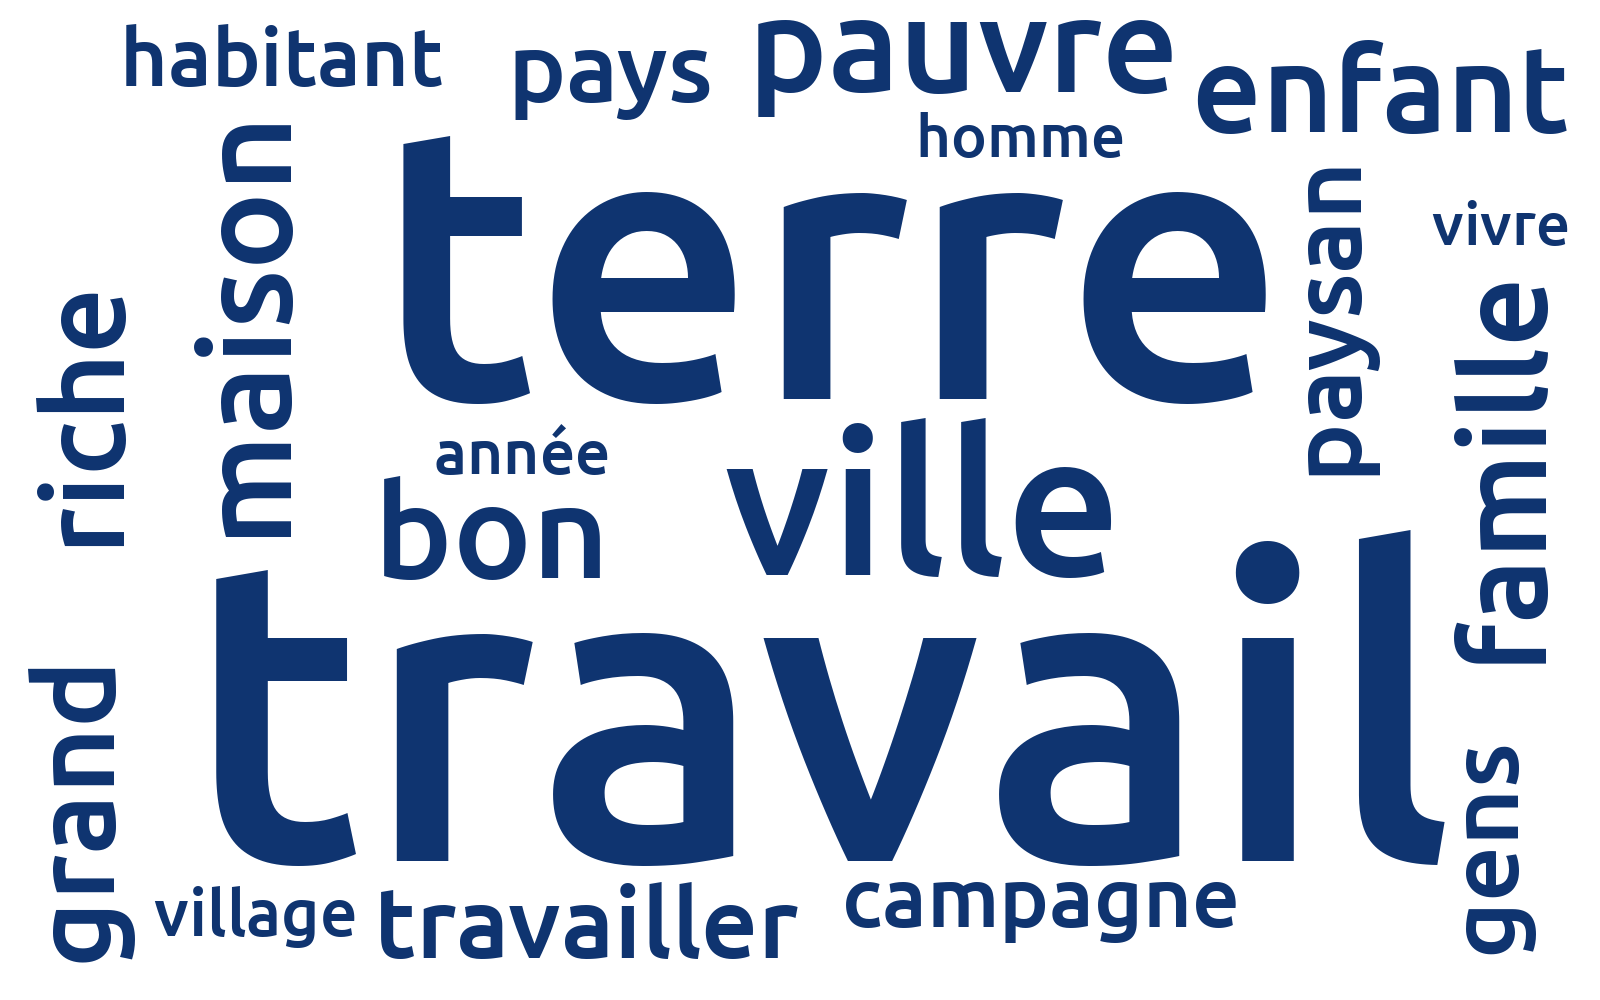 habitant
pays
pauvre
enfant
homme
terre
maison
paysan
vivre
riche
famille
année
bon
ville
travail
grand
gens
village
travailler
campagne